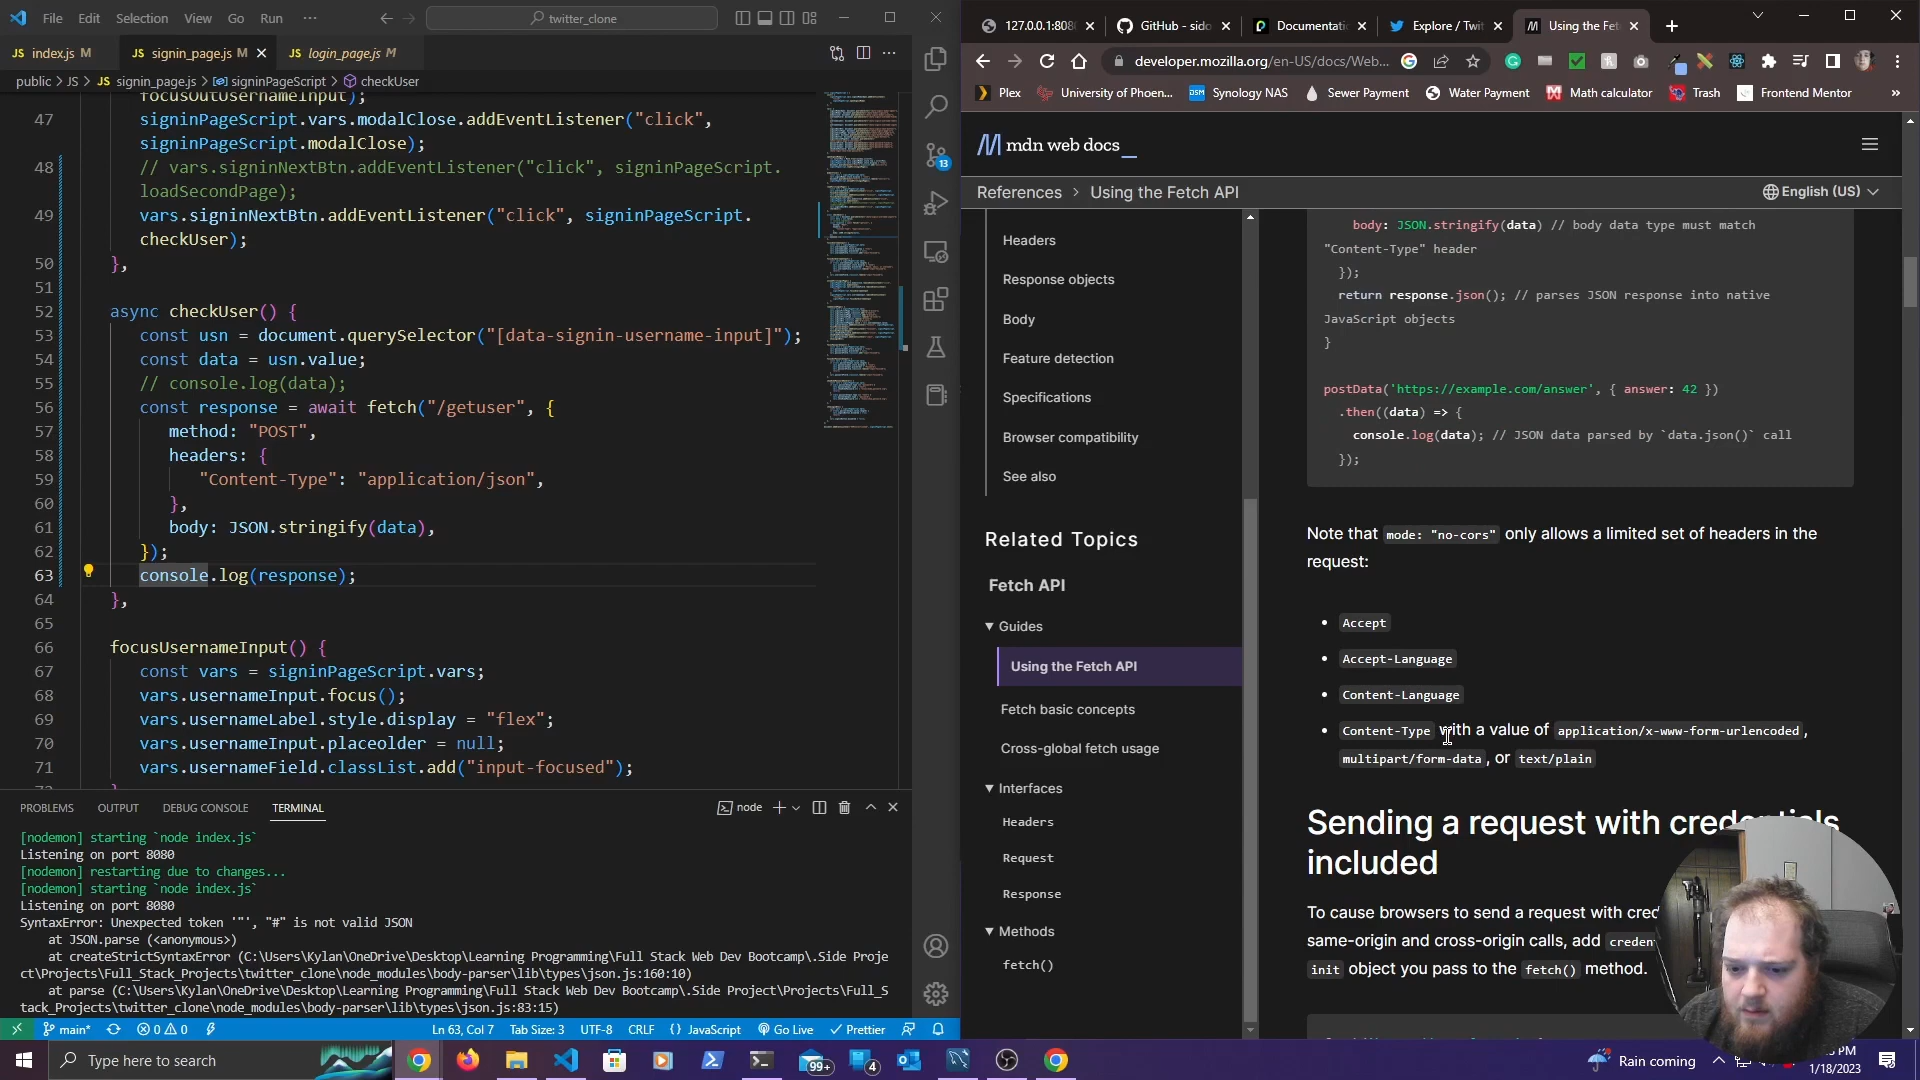 File Edit Selection View Go Run ··· twitter_clone
JS index.js M JS signin_page.js M JS login_page.js M
public > JS > JS signin_page.js > signinPageScript > checkUser
focusOutUsernameInput);
47 signinPageScript.vars.modalClose.addEventListener("click",
signinPageScript.modalClose);
48 // vars.signinNextBtn.addEventListener("click", signinPageScript.
loadSecondPage);
49 vars.signinNextBtn.addEventListener("click", signinPageScript.
checkUser);
50 },
51
52 async checkUser() {
53 const usn = document.querySelector("[data-signin-username-input]");
54 const data = usn.value;
55 // console.log(data);
56 const response = await fetch("/getuser", {
57 method: "POST",
58 headers: {
59 "Content-Type": "application/json",
60 },
61 body: JSON.stringify(data),
62 });
63 console.log(response);
64 },
65
66 focusUsernameInput() {
67 const vars = signinPageScript.vars;
68 vars.usernameInput.focus();
69 vars.usernameLabel.style.display = "flex";
70 vars.usernameInput.placeolder = null;
71 vars.usernameField.classList.add("input-focused");
13
PROBLEMS OUTPUT DEBUG CONSOLE TERMINAL node
[nodemon] starting `node index.js`
Listening on port 8080
[nodemon] restarting due to changes...
[nodemon] starting `node index.js`
Listening on port 8080
SyntaxError: Unexpected token '"', "#" is not valid JSON
at JSON.parse (<anonymous>)
at createStrictSyntaxError (C:\Users\Kylan\OneDrive\Desktop\Learning Programming\Full Stack Web Dev Bootcamp\.Side Proje
ct\Projects\Full_Stack_Projects\twitter_clone\node_modules\body-parser\lib\types\json.js:160:10)
at parse (C:\Users\Kylan\OneDrive\Desktop\Learning Programming\Full Stack Web Dev Bootcamp\.Side Project\Projects\Full_S
tack_Projects\twitter_clone\node_modules\body-parser\lib\types\json.js:83:15)
main* 0 0 Ln 63, Col 7 Tab Size: 3 UTF-8 CRLF {} JavaScript Go Live Prettier
127.0.0.1:808 GitHub - sido Documentati Explore / Twit Using the Fet
developer.mozilla.org/en-US/docs/Web...
Plex University of Phoen... Synology NAS Sewer Payment Water Payment Math calculator Trash Frontend Mentor »
mdn web docs_
References > Using the Fetch API English (US)
Headers
Response objects
Body
Feature detection
Specifications
Browser compatibility
See also
Related Topics
Fetch API
Guides
Using the Fetch API
Fetch basic concepts
Cross-global fetch usage
Interfaces
Headers
Request
Response
Methods
fetch()
body: JSON.stringify(data) // body data type must match
"Content-Type" header
});
return response.json(); // parses JSON response into native
JavaScript objects
}
postData('https://example.com/answer', { answer: 42 })
.then((data) => {
console.log(data); // JSON data parsed by `data.json()` call
});
Note that mode: "no-cors" only allows a limited set of headers in the
request:
• Accept
• Accept-Language
• Content-Language
• Content-Type with a value of application/x-www-form-urlencoded,
multipart/form-data, or text/plain
Sending a request with credentials
included
To cause browsers to send a request with
same-origin and cross-origin calls, add
init object you pass to the fetch() method.
Type here to search 99+ 4 Rain coming PM
1/18/2023